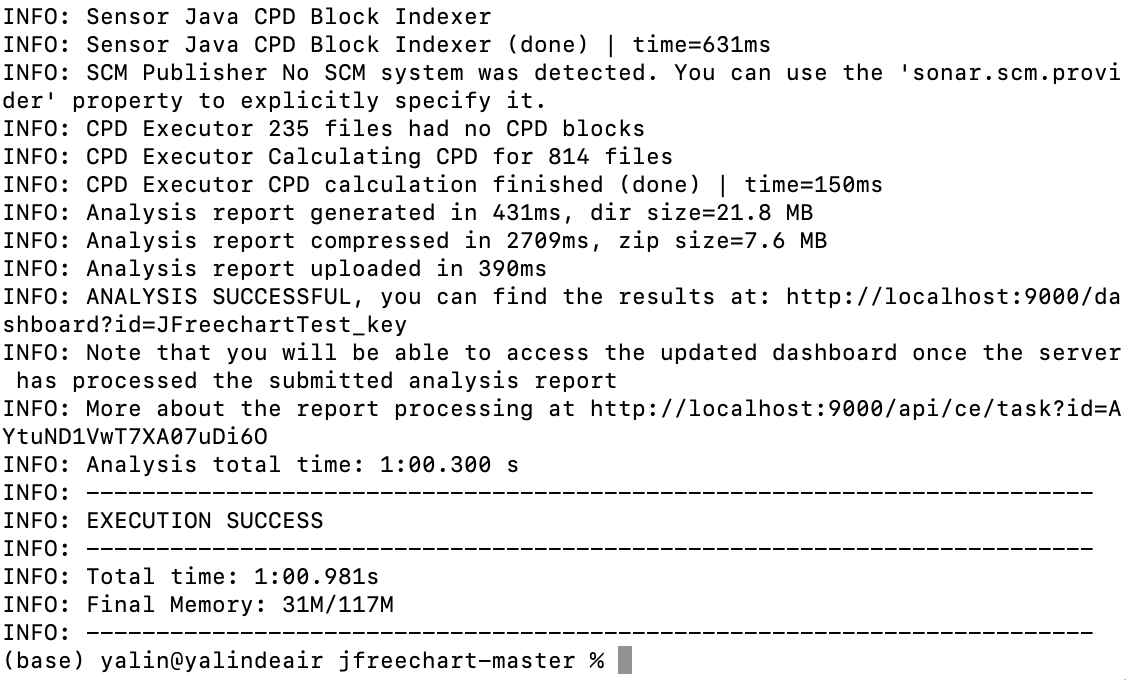 INFO: Sensor Java CPD Block Indexer
INFO: Sensor Java CPD Block Indexer (done) | time=631ms
INFO: SCM Publisher No SCM system was detected. You can use the 'sonar.scm.provi
der' property to explicitly specify it.
INFO: CPD Executor 235 files had no CPD blocks
INFO: CPD Executor Calculating CPD for 814 files
INFO: CPD Executor CPD calculation finished (done) | time=150ms
INFO: Analysis report generated in 431ms, dir size=21.8 MB
INFO: Analysis report compressed in 2709ms, zip size=7.6 MB
INFO: Analysis report uploaded in 390ms
INFO: ANALYSIS SUCCESSFUL, you can find the results at: http://localhost:9000/da
shboard?id=JFreechartTest_key
INFO: Note that you will be able to access the updated dashboard once the server
 has processed the submitted analysis report
INFO: More about the report processing at http://localhost:9000/api/ce/task?id=A
YtuND1VwT7XA07uDi6O
INFO: Analysis total time: 1:00.300 s
INFO: ------------------------------------------------------------------------
INFO: EXECUTION SUCCESS
INFO: ------------------------------------------------------------------------
INFO: Total time: 1:00.981s
INFO: Final Memory: 31M/117M
INFO: ------------------------------------------------------------------------
(base) yalin@yalindeair jfreechart-master %